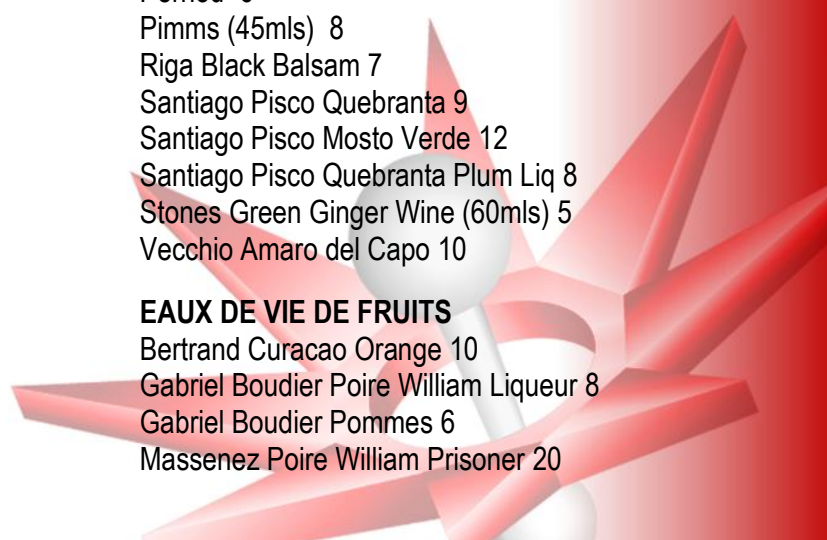 Pimms (45mls)  8
Riga Black Balsam 7
Santiago Pisco Quebranta 9
Santiago Pisco Mosto Verde 12
Santiago Pisco Quebranta Plum Liq 8
Stones Green Ginger Wine (60mls) 5
Vecchio Amaro del Capo 10
EAUX DE VIE DE FRUITS
Bertrand Curacao Orange 10
Gabriel Boudier Poire William Liqueur 8
Gabriel Boudier Pommes 6
Massenez Poire William Prisoner 20